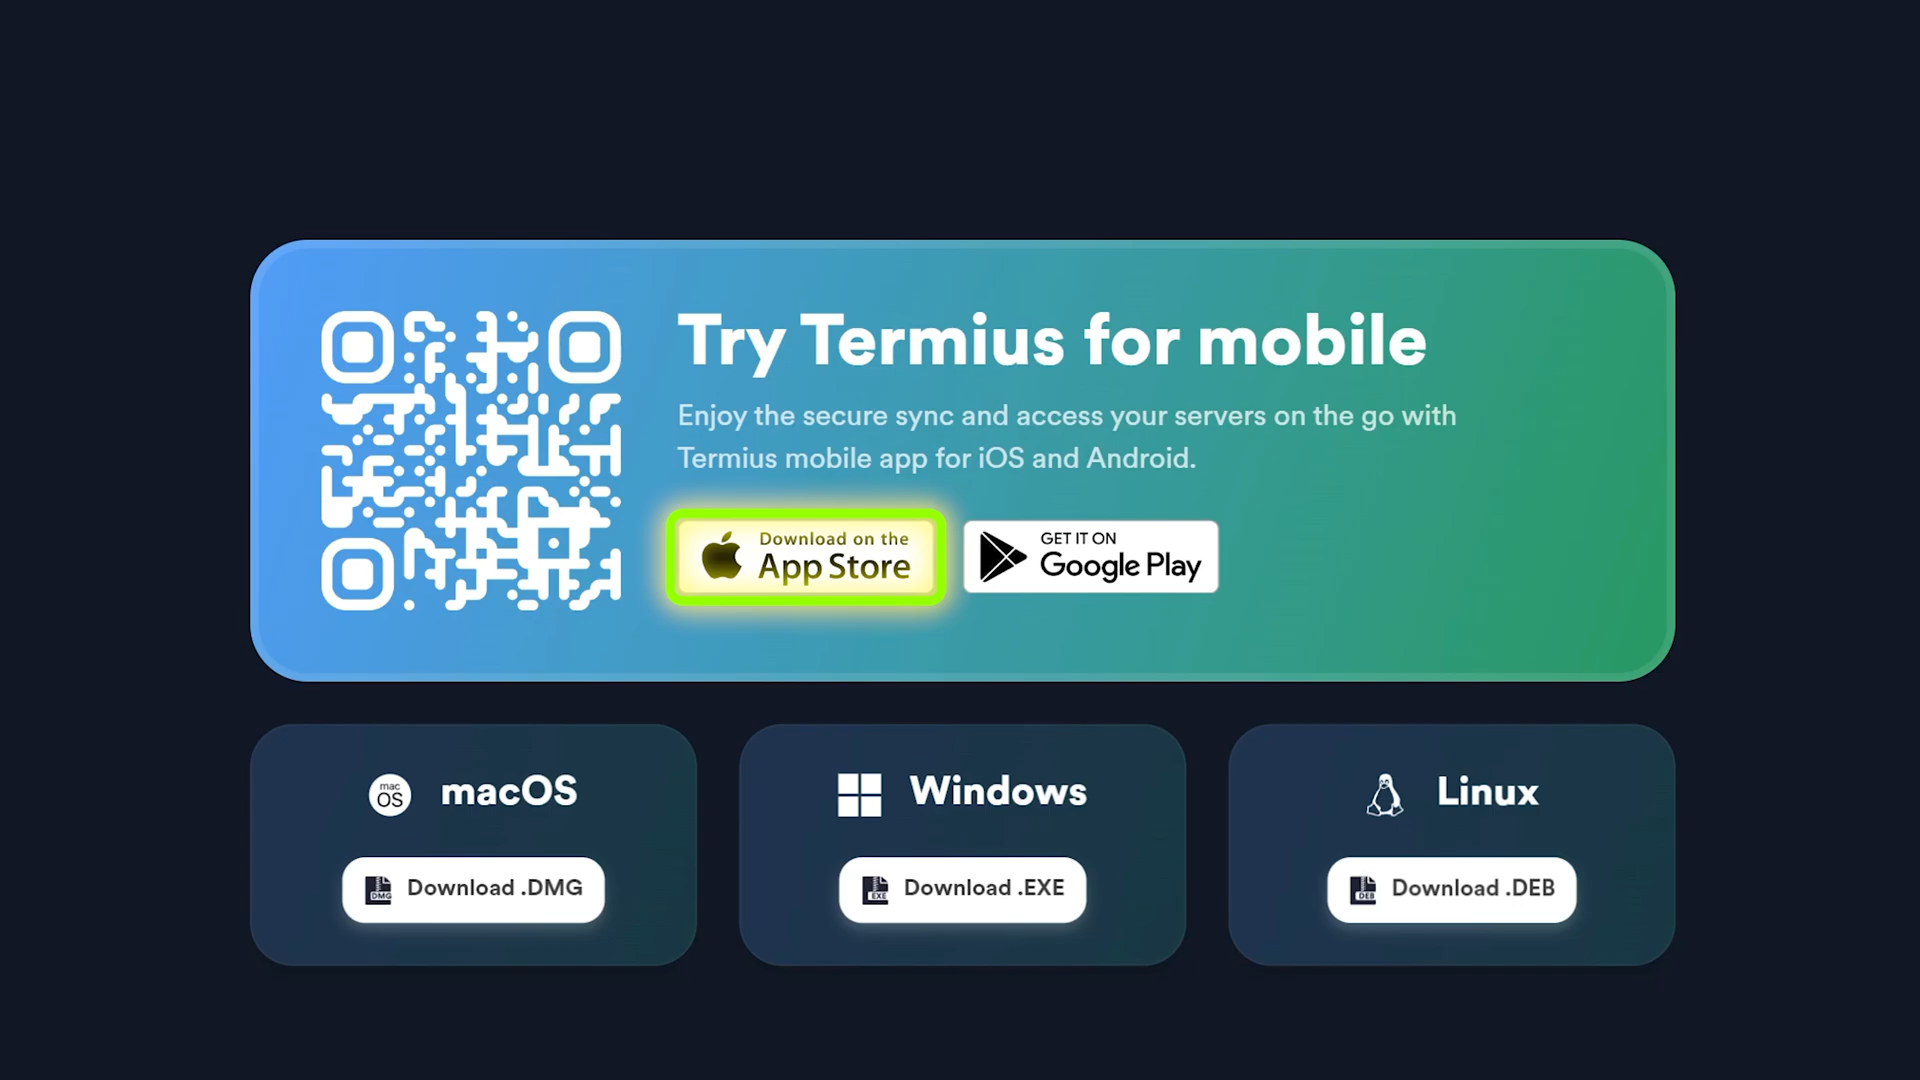 Try Termius for mobile
Enjoy the secure sync and access your servers on the go with
Termius mobile app for iOS and Android.
Download on the
App Store
GET IT ON
Google Play
mac
OS
macOS
Windows
Linux
DMG
Download .DMG
EXE
Download .EXE
DEB
Download .DEB